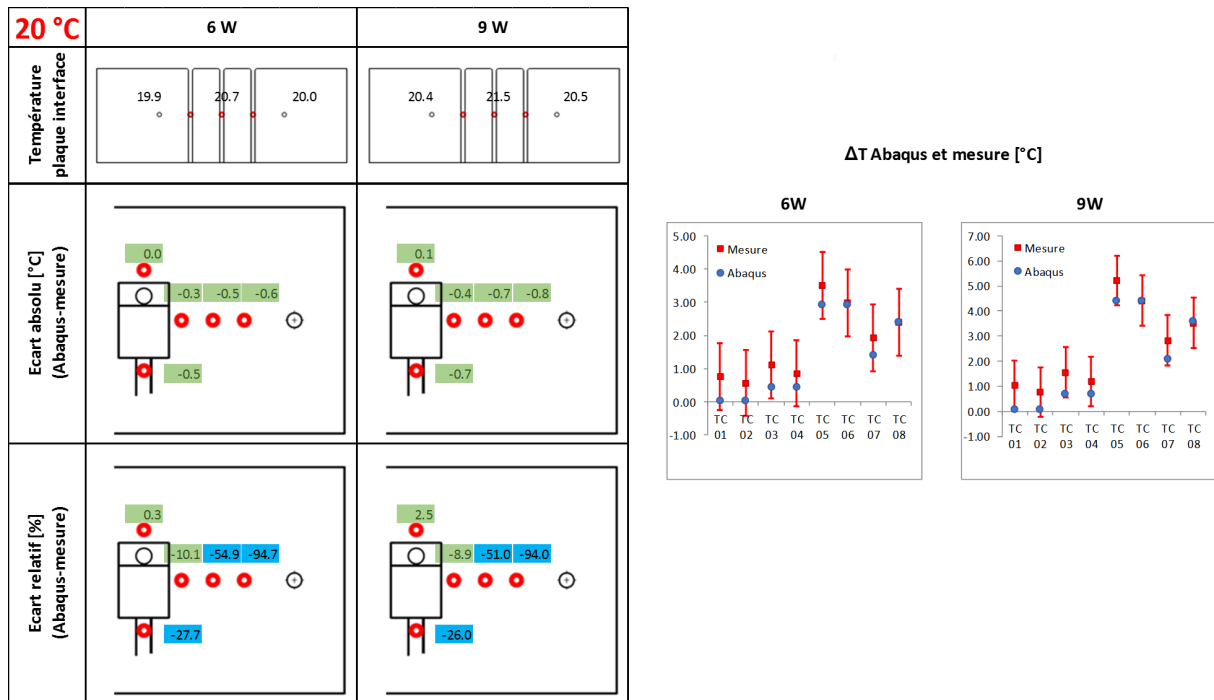 20 °C
6 W
9 W
Température
plaque interface
19.9
20.7
20.0
20.4
21.5
20.5
Ecart absolu [°C]
(Abaqus-mesure)
0.0
-0.3 -0.5 -0.6
-0.5
0.1
-0.4 -0.7 -0.8
-0.7
Ecart relatif [%]
(Abaqus-mesure)
0.3
-10.1 -54.9 -94.7
-27.7
2.5
-8.9 -51.0 -94.0
-26.0
ΔT Abaqus et mesure [°C]
6W
5.00
4.00
3.00
2.00
1.00
0.00
-1.00
Mesure
Abaqus
TC TC TC TC TC TC TC TC
01 02 03 04 05 06 07 08
9W
7.00
6.00
5.00
4.00
3.00
2.00
1.00
0.00
-1.00
Mesure
Abaqus
TC TC TC TC TC TC TC TC
01 02 03 04 05 06 07 08